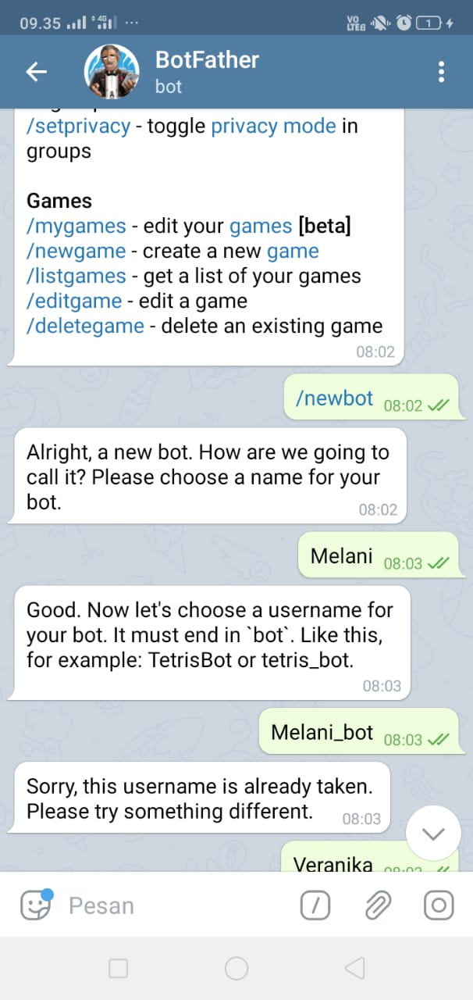 09.35 4G ... VO LTE 1
BotFather
bot
/setprivacy - toggle privacy mode in
groups
Games
/mygames - edit your games [beta]
/newgame - create a new game
/listgames - get a list of your games
/editgame - edit a game
/deletegame - delete an existing game
08:02
/newbot 08:02
Alright, a new bot. How are we going to
call it? Please choose a name for your
bot.
08:02
Melani 08:03
Good. Now let's choose a username for
your bot. It must end in `bot`. Like this,
for example: TetrisBot or tetris_bot.
08:03
Melani_bot 08:03
Sorry, this username is already taken.
Please try something different.
08:03
Veranika
Pesan